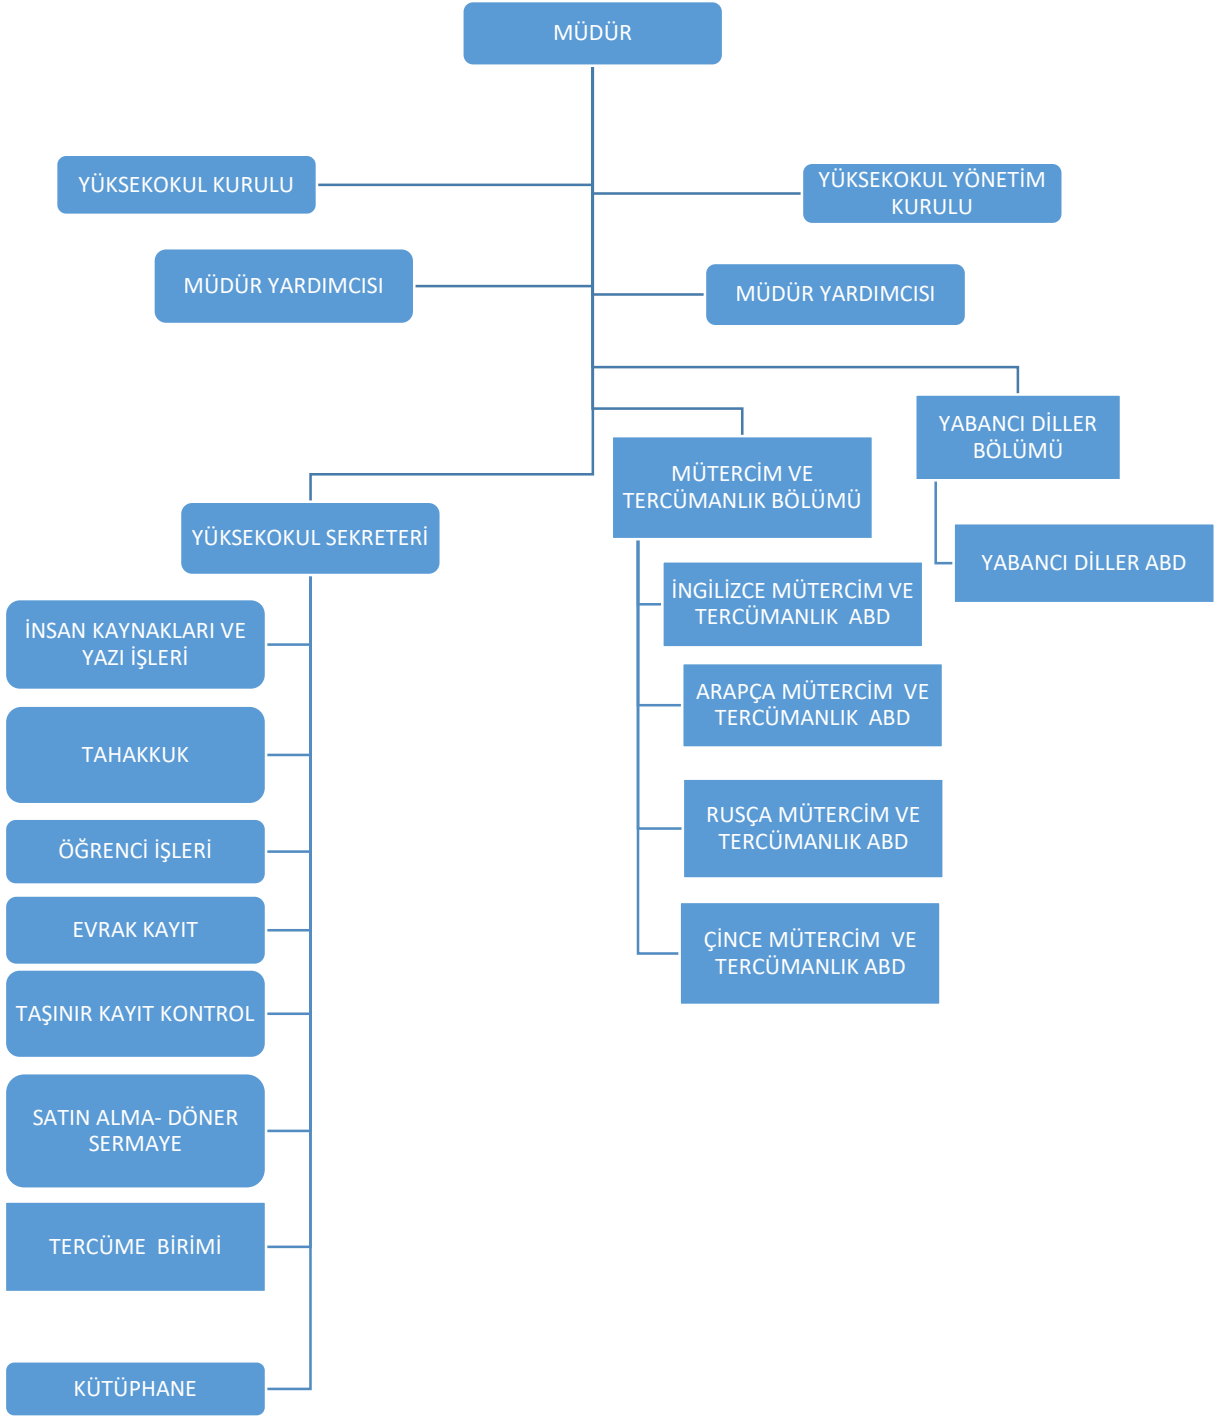 MÜDÜR
YÜKSEKOKUL KURULU
YÜKSEKOKUL YÖNETİM
KURULU
MÜDÜR YARDIMCISI
MÜDÜR YARDIMCISI
YABANCI DİLLER
BÖLÜMÜ
MÜTERCİM VE
TERCÜMANLIK BÖLÜMÜ
YÜKSEKOKUL SEKRETERİ
YABANCI DİLLER ABD
İNGİLİZCE MÜTERCİM VE
TERCÜMANLIK  ABD
ARAPÇA MÜTERCİM  VE
TERCÜMANLIK  ABD
RUSÇA MÜTERCİM VE
TERCÜMANLIK ABD
ÇİNCE MÜTERCİM  VE
TERCÜMANLIK ABD
İNSAN KAYNAKLARI VE
YAZI İŞLERİ
TAHAKKUK
ÖĞRENCİ İŞLERİ
EVRAK KAYIT
TAŞINIR KAYIT KONTROL
SATIN ALMA- DÖNER
SERMAYE
TERCÜME  BİRİMİ
KÜTÜPHANE